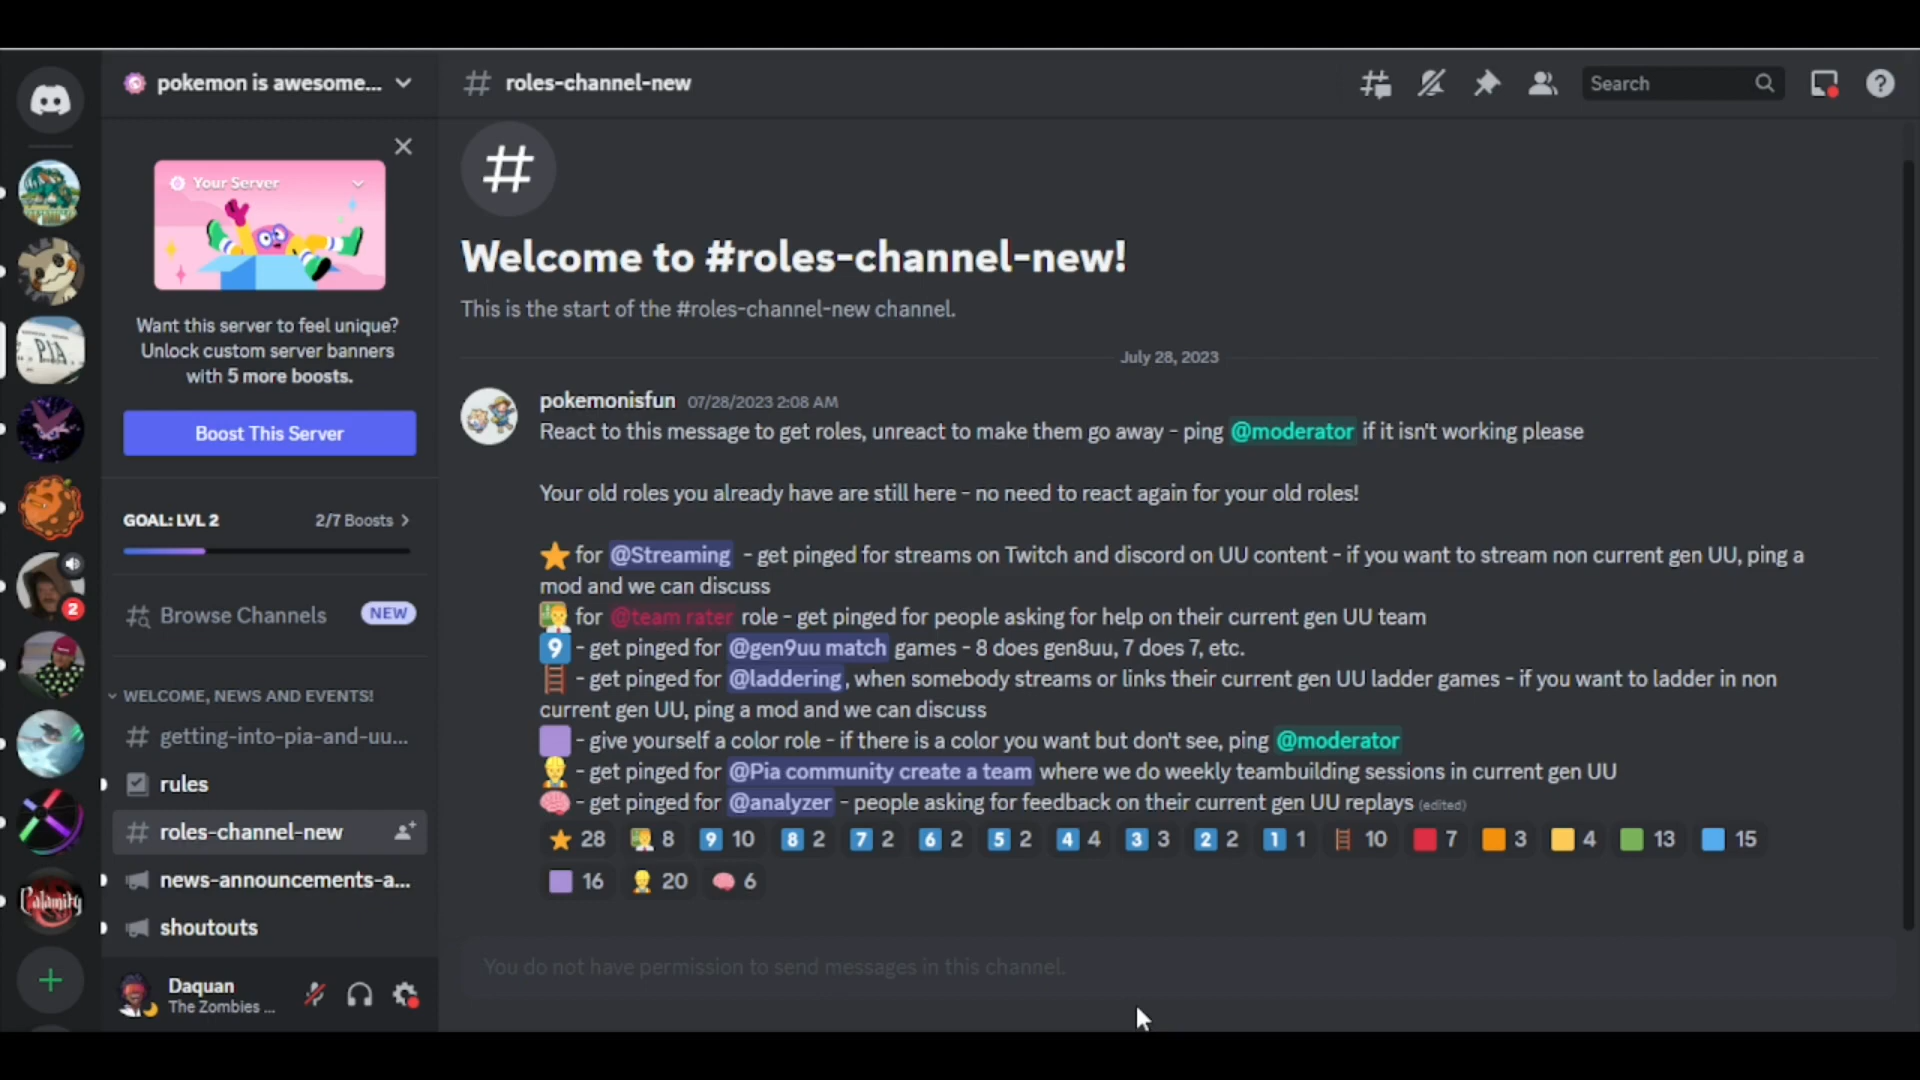 pokemon is awesome...
roles-channel-new
Search
Your Server
Want this server to feel unique?
Unlock custom server banners
with 5 more boosts.
Boost This Server
GOAL: LVL 2
2/7 Boosts
Browse Channels
NEW
WELCOME, NEWS AND EVENTS!
getting-into-pia-and-uu...
rules
roles-channel-new
news-announcements-a...
shoutouts
Daquan
The Zombies ...
PIA
2
Calamity
Welcome to #roles-channel-new!
This is the start of the #roles-channel-new channel.
July 28, 2023
pokemonisfun 07/28/2023 2:08 AM
React to this message to get roles, unreact to make them go away - ping @moderator if it isn't working please
Your old roles you already have are still here - no need to react again for your old roles!
for @Streaming - get pinged for streams on Twitch and discord on UU content - if you want to stream non current gen UU, ping a
mod and we can discuss
for @team rater role - get pinged for people asking for help on their current gen UU team
9 - get pinged for @gen9uu match games - 8 does gen8uu, 7 does 7, etc.
- get pinged for @laddering, when somebody streams or links their current gen UU ladder games - if you want to ladder in non
current gen UU, ping a mod and we can discuss
- give yourself a color role - if there is a color you want but don't see, ping @moderator
- get pinged for @Pia community create a team where we do weekly teambuilding sessions in current gen UU
- get pinged for @analyzer - people asking for feedback on their current gen UU replays (edited)
28 8 9 10 8 2 7 2 6 2 5 2 4 4 3 3 2 2 1 1 10 7 3 4 13 15
16 20 6
You do not have permission to send messages in this channel.